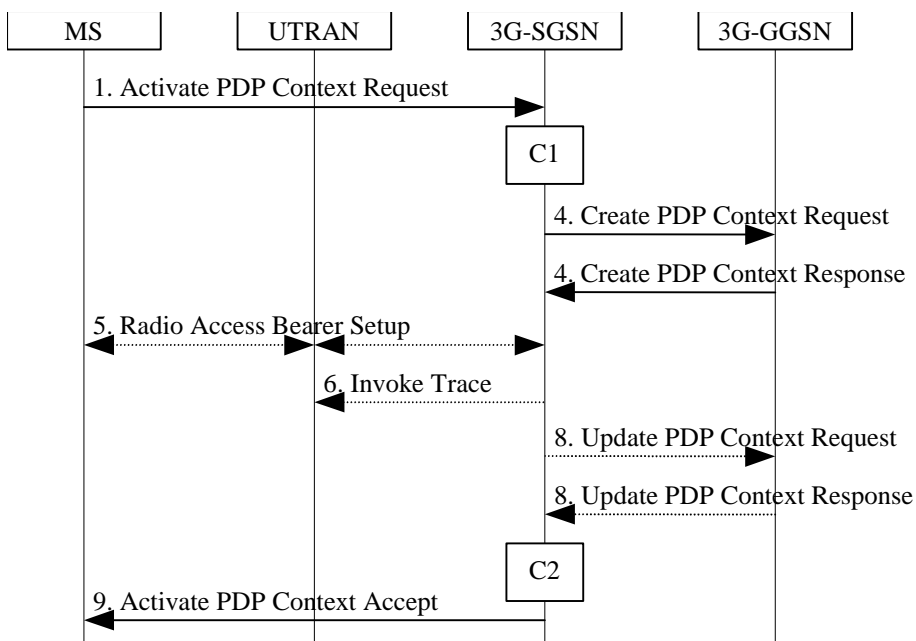 MS
UTRAN
3G-SGSN
3G-GGSN
1. Activate PDP Context Request
C1
4. Create PDP Context Request
4. Create PDP Context Response
5. Radio Access Bearer Setup
6. Invoke Trace
8. Update PDP Context Request
8. Update PDP Context Response
C2
9. Activate PDP Context Accept